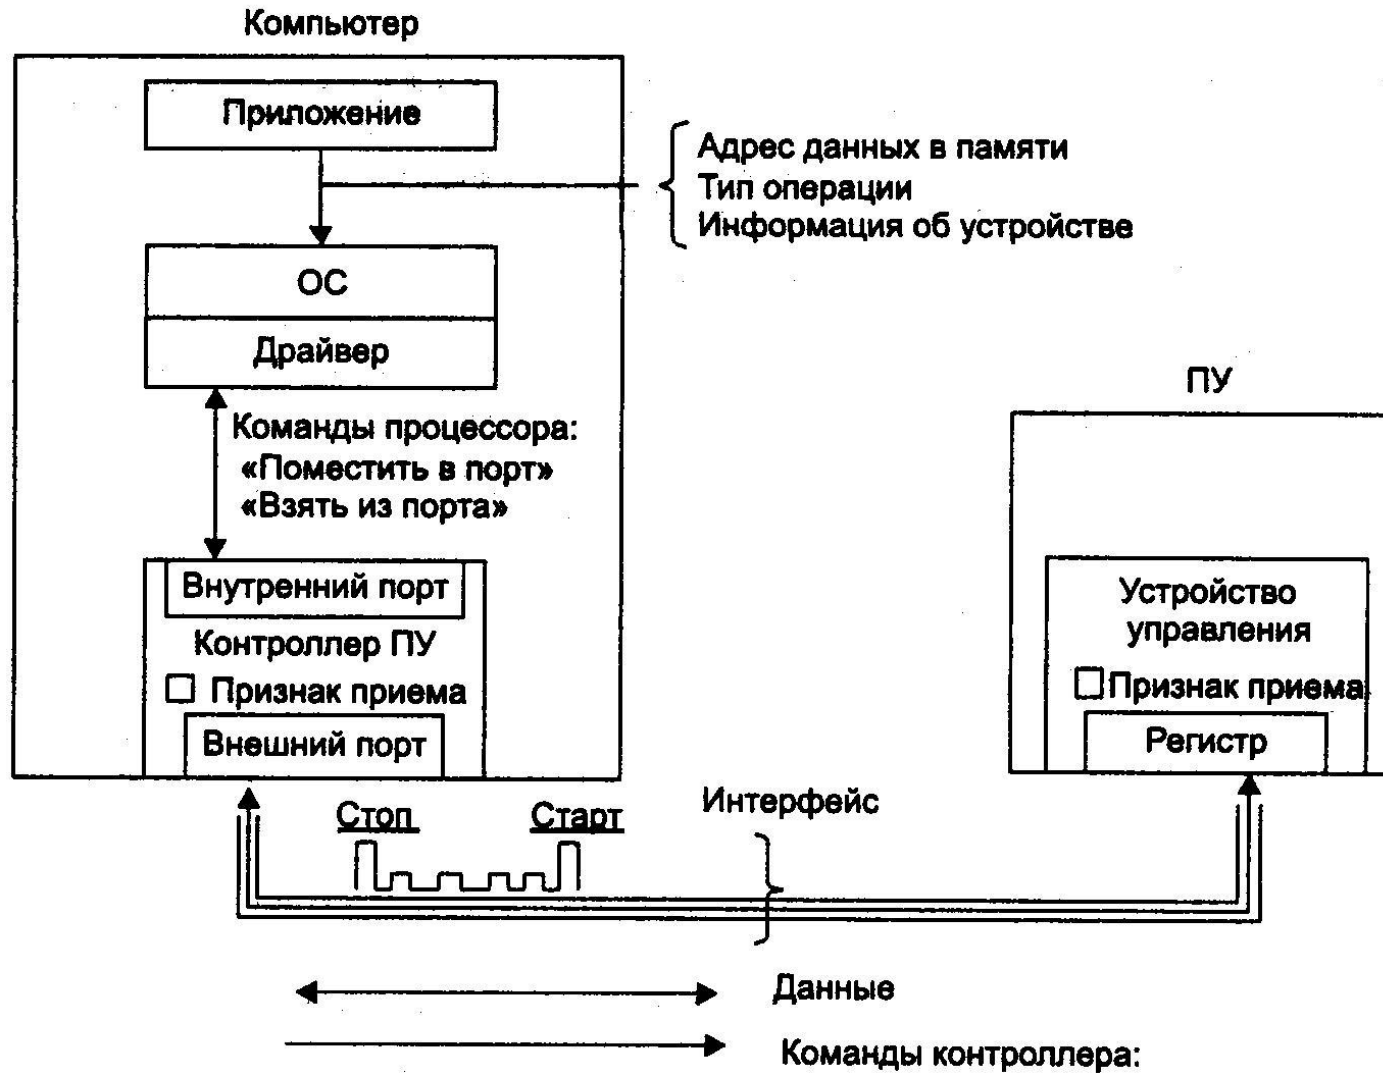 Компьютер
Приложение
Адрес данных в памяти
Тип операции
Информация об устройстве
ОС
Драйвер
ПУ
Команды процессора:
«Поместить в порт»
«Взять из порта»
Внутренний порт
Контроллер ПУ
Признак приема
Внешний порт
Устройство
управления
Признак приема
Регистр
Интерфейс
Стоп
Старт
Данные
Команды контроллера: